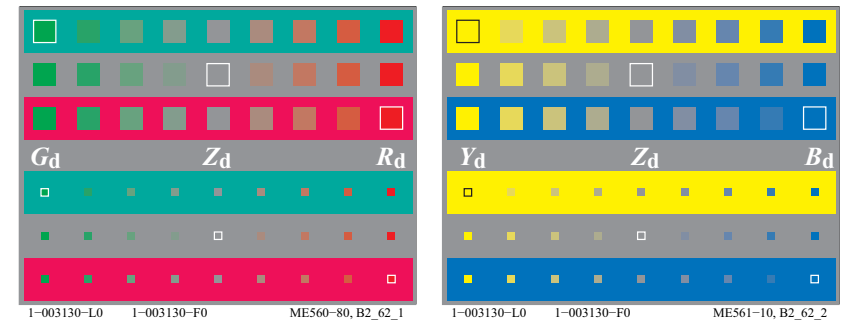 Gd Zd Rd
1−003130−L0 1−003130−F0 ME560−80, B2_62_1
Yd Zd Bd
1−003130−L0 1−003130−F0 ME561−10, B2_62_2